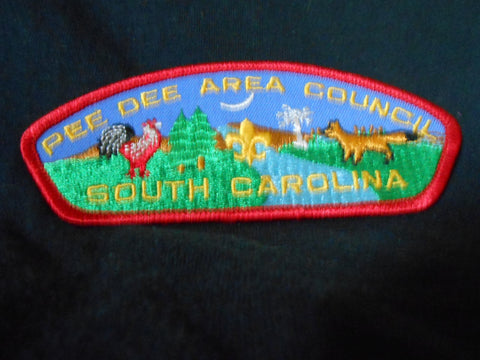 PEE DEE AREA COUNCIL
SOUTH CAROLINA